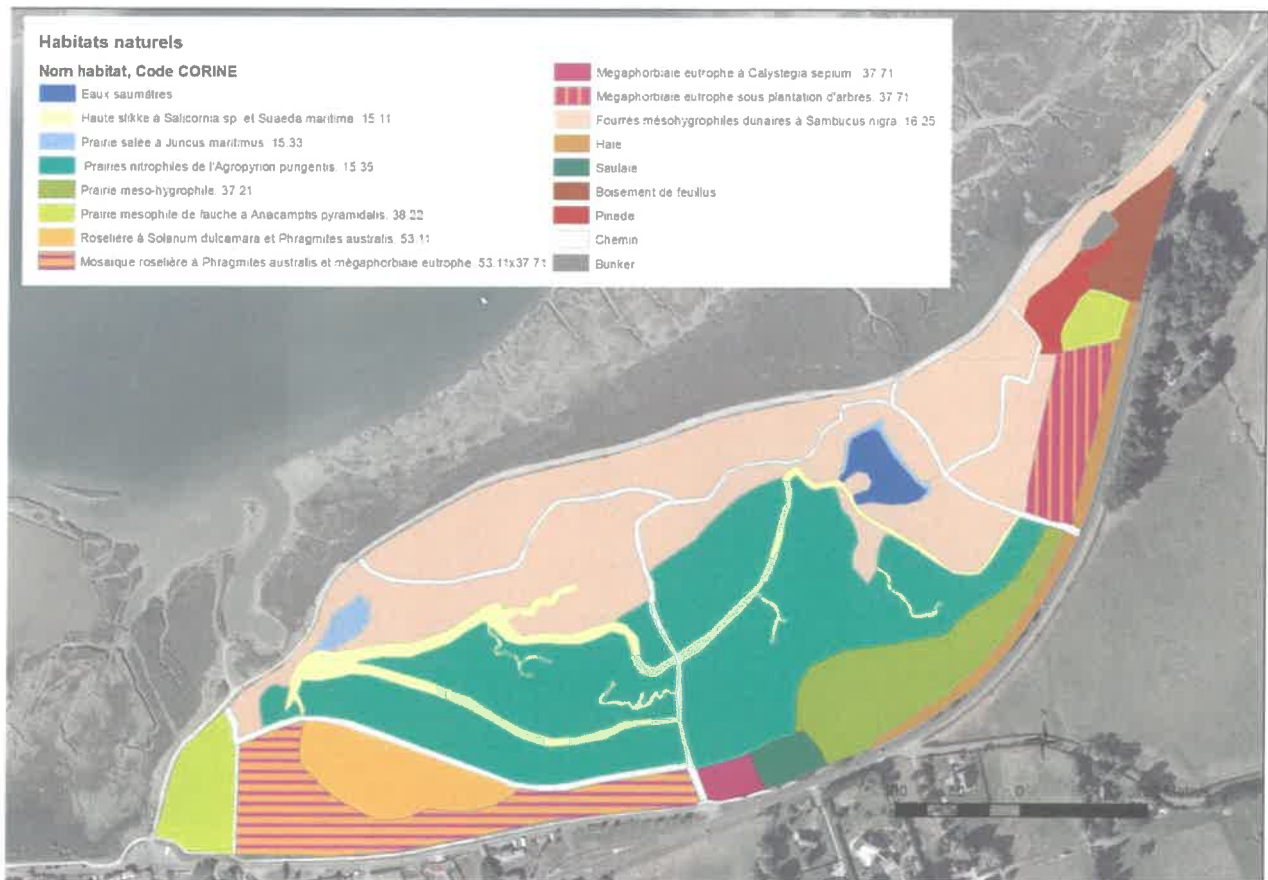 Habitats naturels
Nom habitat, Code CORINE
Eaux saumâtres
Haute slikke à Salicornia sp. et Suaeda maritima. 15.11
Prairie salée à Juncus maritimus. 15.33
Prairies nitrophiles de l'Agropyrion pungentis. 15.35
Prairie meso-hygrophile. 37.21
Prairie mesophile de fauche à Anacamptis pyramidalis. 38.22
Roselière à Solanum dulcamara et Phragmites australis. 53.11
Mosaique roselière à Phragmites australis et mégaphorbiaie eutrophe. 53.11x37.71
Mégaphorbiaie eutrophe à Calystegia sepium. 37.71
Mégaphorbiaie eutrophe sous plantation d'arbres. 37.71
Fourrés mésohygrophiles dunaires à Sambucus nigra. 16.25
Haie
Saulaie
Boisement de feuillus
Pinède
Chemin
Bunker